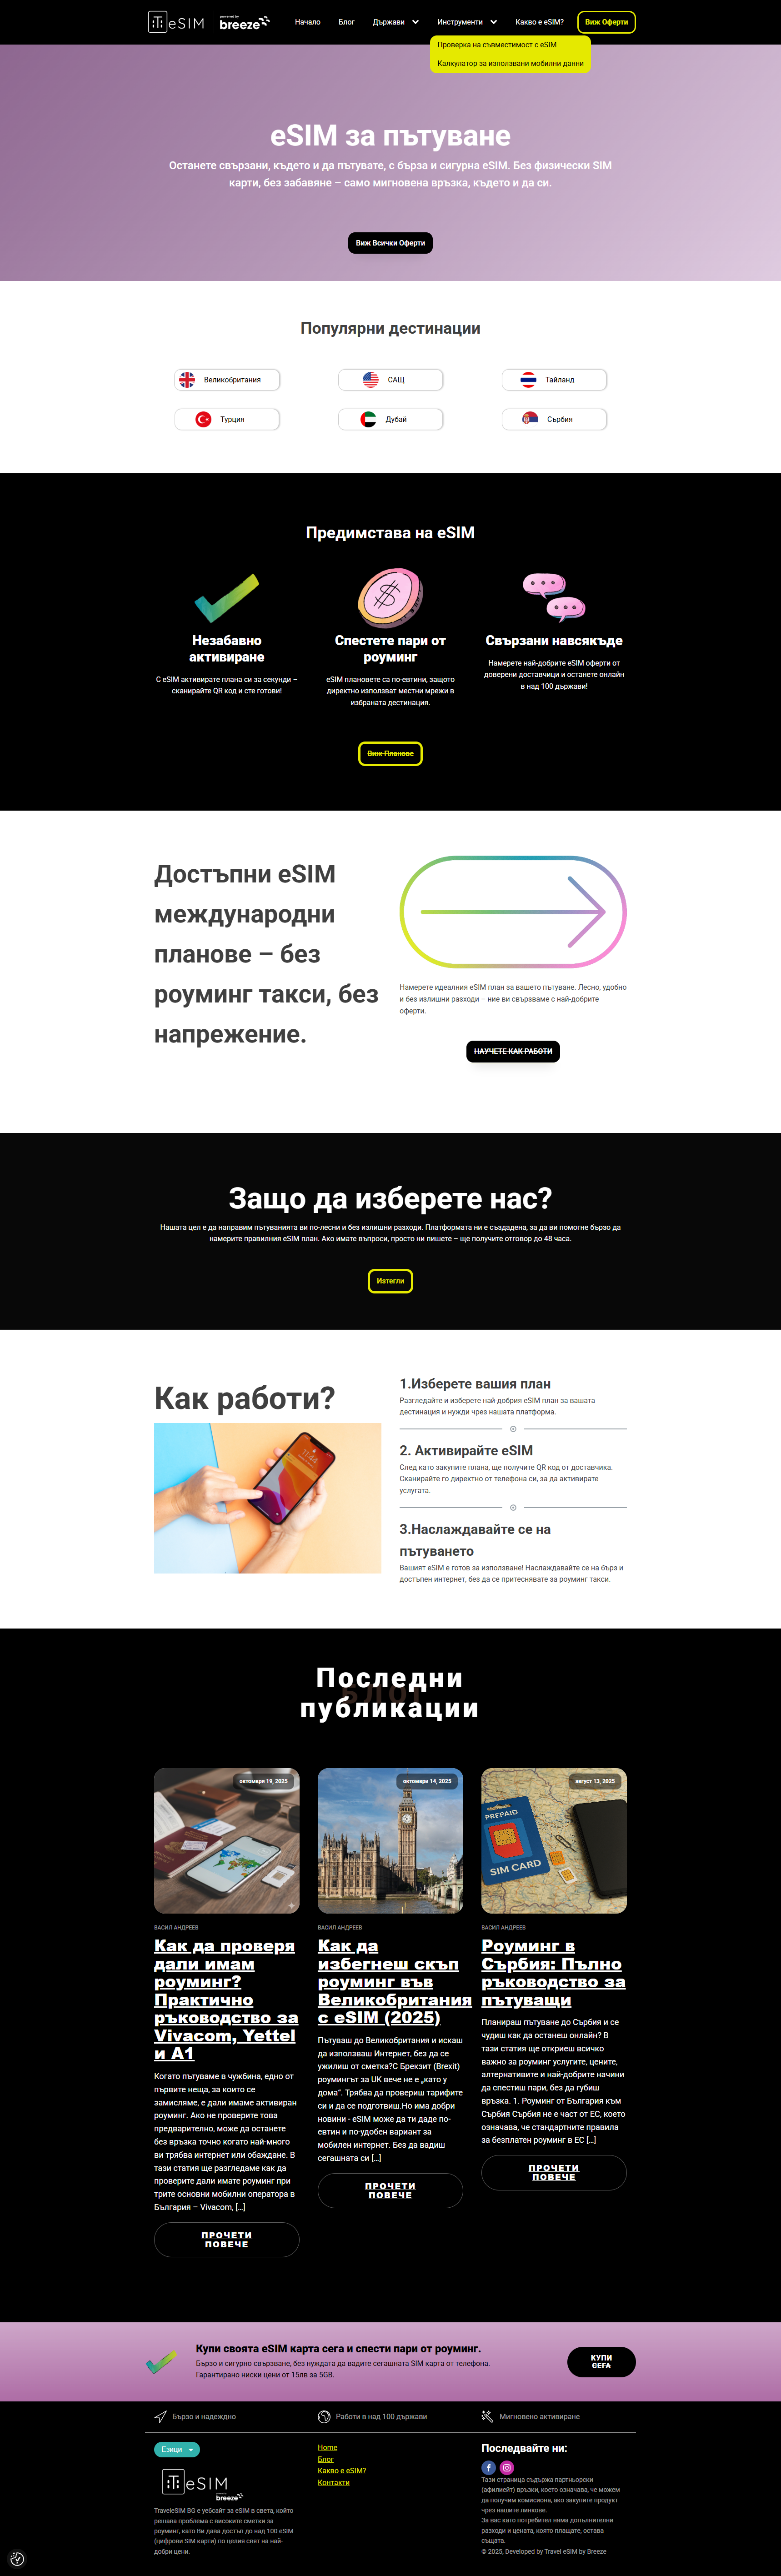 eSIM
powered by
breeze
Начало
Блог
Държави
Инструменти
Какво е eSIM?
Виж Оферти
Проверка на съвместимост с eSIM
Калкулатор за използвани мобилни данни
eSIM за пътуване
Останете свързани, където и да пътувате, с бърза и сигурна eSIM. Без физически SIM
карти, без забавяне – само мигновена връзка, където и да си.
Виж Всички Оферти
Популярни дестинации
Великобритания
САЩ
Тайланд
Турция
Дубай
Сърбия
Предимстава на eSIM
Незабавно
активиране
С eSIM активирате плана си за секунди –
сканирайте QR код и сте готови!
Спестете пари от
роуминг
eSIM плановете са по-евтини, защото
директно използват местни мрежи в
избраната дестинация.
Свързани навсякъде
Намерете най-добрите eSIM оферти от
доверени доставчици и останете онлайн
в над 100 държави!
Виж Планове
Достъпни eSIM
международни
планове – без
роуминг такси, без
напрежение.
Намерете идеалния eSIM план за вашето пътуване. Лесно, удобно
и без излишни разходи – ние ви свързваме с най-добрите
оферти.
НАУЧЕТЕ КАК РАБОТИ
Защо да изберете нас?
Нашата цел е да направим пътуванията ви по-лесни и без излишни разходи. Платформата ни е създадена, за да ви помогне бързо да
намерите правилния eSIM план. Ако имате въпроси, просто ни пишете – ще получите отговор до 48 часа.
Изтегли
Как работи?
1.Изберете вашия план
Разгледайте и изберете най-добрия eSIM план за вашата
дестинация и нужди чрез нашата платформа.
2. Активирайте eSIM
След като закупите плана, ще получите QR код от доставчика.
Сканирайте го директно от телефона си, за да активирате
услугата.
3.Наслаждавайте се на
пътуването
Вашият eSIM е готов за използване! Наслаждавайте се на бърз и
достъпен интернет, без да се притеснявате за роуминг такси.
БЛОГ
Последни
публикации
октомври 19, 2025
ВАСИЛ АНДРЕЕВ
Как да проверя
дали имам
роуминг?
Практично
ръководство за
Vivacom, Yettel
и A1
Когато пътуваме в чужбина, едно от
първите неща, за които се
замисляме, е дали имаме активиран
роуминг. Ако не проверите това
предварително, може да останете
без връзка точно когато най-много
ви трябва интернет или обаждане. В
тази статия ще разгледаме как да
проверите дали имате роуминг при
трите основни мобилни оператора в
България – Vivacom, [...]
ПРОЧЕТИ
ПОВЕЧЕ
октомври 14, 2025
ВАСИЛ АНДРЕЕВ
Как да
избегнеш скъп
роуминг във
Великобритания
с eSIM (2025)
Пътуваш до Великобритания и искаш
да използваш Интернет, без да се
ужилиш от сметка?С Брекзит (Brexit)
роумингът за UK вече не е „като у
дома“. Трябва да провериш тарифите
си и да се подготвиш.Но има добри
новини - eSIM може да ти даде по-
евтин и по-удобен вариант за
мобилен интернет. Без да вадиш
сегашната си [...]
ПРОЧЕТИ
ПОВЕЧЕ
август 13, 2025
PREPAID
SIM CARD
ВАСИЛ АНДРЕЕВ
Роуминг в
Сърбия: Пълно
ръководство за
пътуващи
Планираш пътуване до Сърбия и се
чудиш как да останеш онлайн? В
тази статия ще откриеш всичко
важно за роуминг услугите, цените,
алтернативите и най-добрите начини
да спестиш пари, без да губиш
връзка. 1. Роуминг от България към
Сърбия Сърбия не е част от ЕС, което
означава, че стандартните правила
за безплатен роуминг в ЕС [...]
ПРОЧЕТИ
ПОВЕЧЕ
Купи своята eSIM карта сега и спести пари от роуминг.
Бързо и сигурно свързване, без нуждата да вадите сегашната SIM карта от телефона.
Гарантирано ниски цени от 15лв за 5GB.
КУПИ
СЕГА
Бързо и надеждно
Работи в над 100 държави
Мигновено активиране
Езици
eSIM
breeze
TraveleSIM BG е уебсайт за eSIM в света, който
решава проблема с високите сметки за
роуминг, като Ви дава достъп до над 100 eSIM
(цифрови SIM карти) по целия свят на най-
добри цени.
Home
Блог
Какво е eSIM?
Контакти
Последвайте ни:
Тази страница съдържа партньорски
(афилиейт) връзки, което означава, че можем
да получим комисиона, ако закупите продукт
чрез нашите линкове.
За вас като потребител няма допълнителни
разходи и цената, която плащате, остава
същата.
© 2025, Developed by Travel eSIM by Breeze